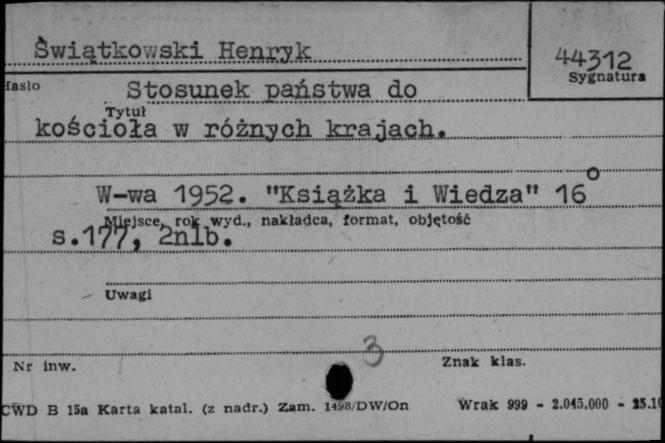 Świątkowski Henryk
44312
Sygnatura
Hasło
Stosunek państwa do
Tytuł
kościoła w różnych krajach.
W-wa 1952. "Książka i Wiedza" 16°
Miejsce, rok wyd., nakładca, format, objętość
s.177, 2nlb.
Uwagi
3
Nr inw.
Znak klas.
CWD B 15a Karta katal. (z nadr.) Zam. 1498/DW/On
Wrak 999 - 2.045.000 -